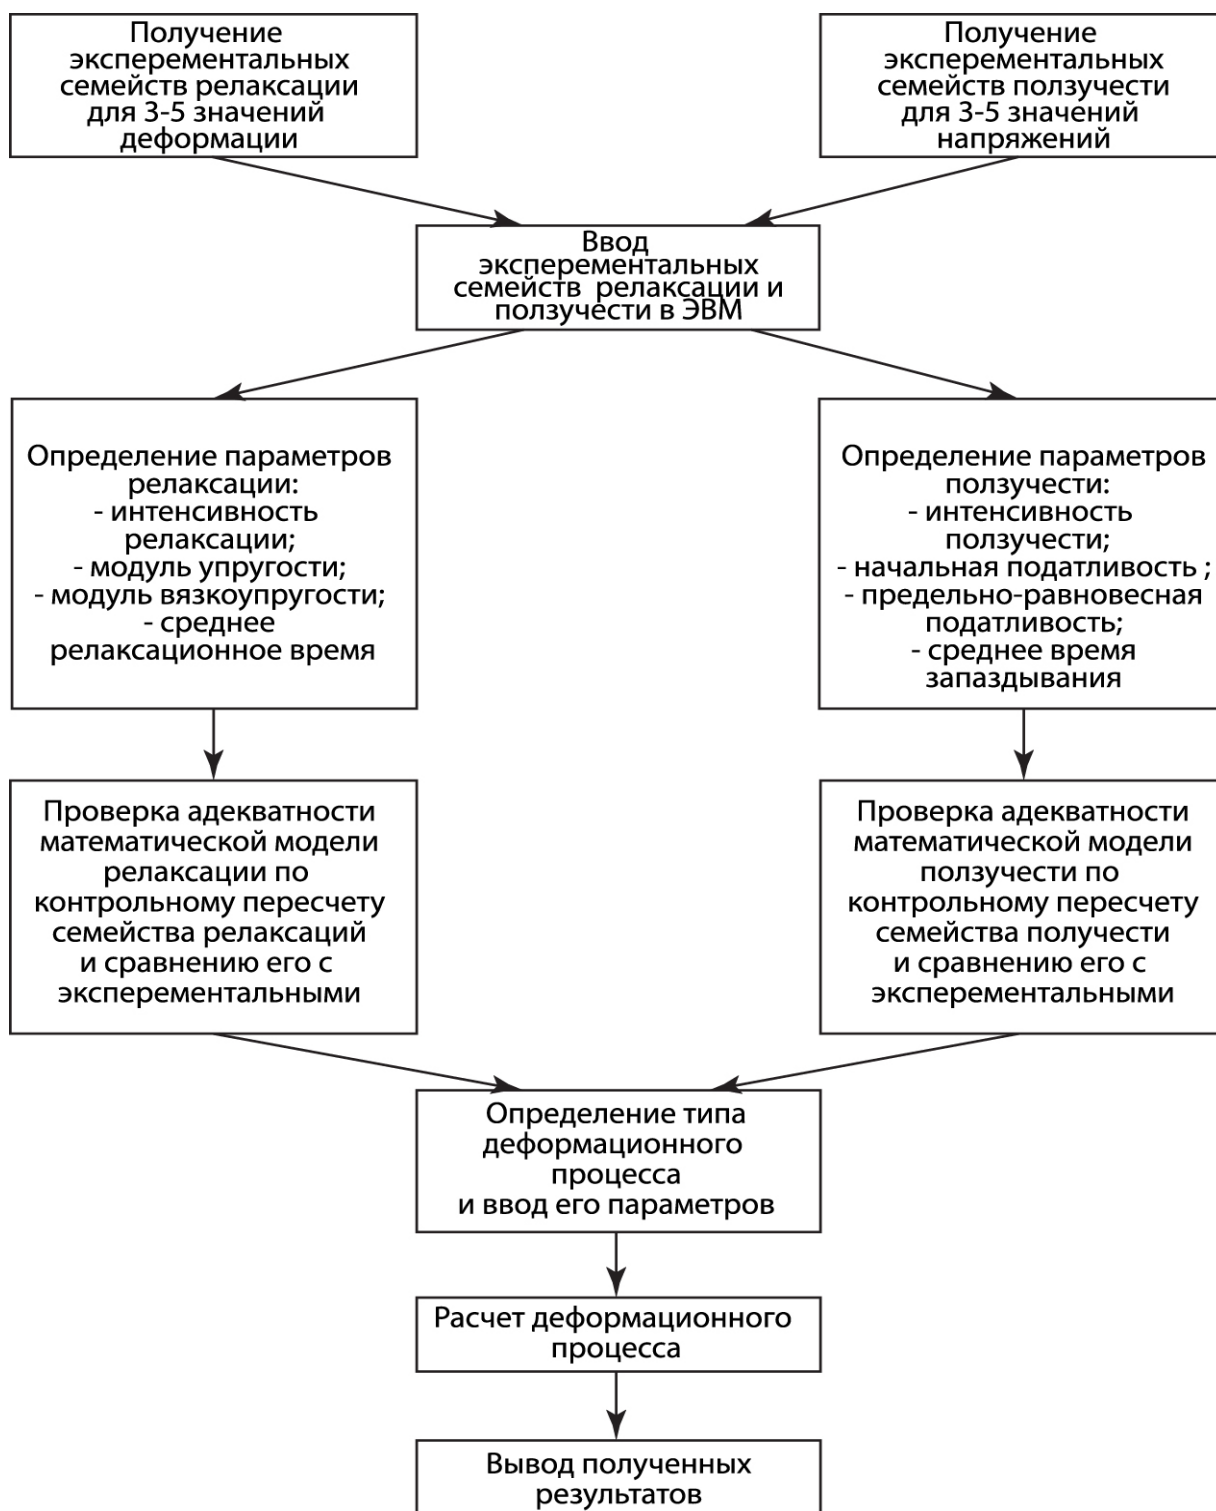 Получение
эксперементальных
семейств релаксации
для 3-5 значений
деформации
Получение
эксперементальных
семейств ползучести
для 3-5 значений
напряжений
Ввод
эксперементальных
семейств релаксации и
ползучести в ЭВМ
Определение параметров
релаксации:
- интенсивность
релаксации;
- модуль упругости;
- модуль вязкоупругости;
- среднее
релаксационное время
Определение параметров
ползучести:
- интенсивность
ползучести;
- начальная податливость ;
- предельно-равновесная
податливость;
- среднее время
запаздывания
Проверка адекватности
математической модели
релаксации по
контрольному пересчету
семейства релаксаций
и сравнению его с
эксперементальными
Проверка адекватности
математической модели
ползучести по
контрольному пересчету
семейства получести
и сравнению его с
эксперементальными
Определение типа
деформационного
процесса
и ввод его параметров
Расчет деформационного
процесса
Вывод полученных
результатов